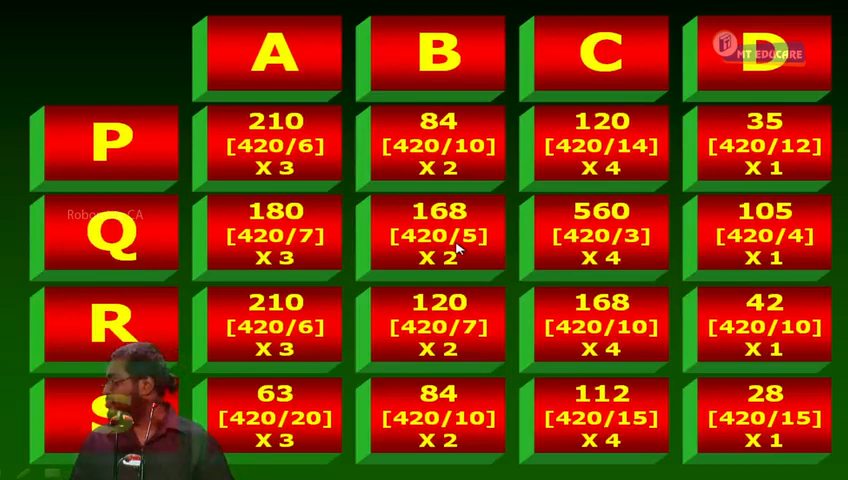 A B C D
MT EDUCARE
P 210 84 120 35
[420/6] [420/10] [420/14] [420/12]
X 3 X 2 X 4 X 1
Q 180 168 560 105
[420/7] [420/5] [420/3] [420/4]
X 3 X 2 X 4 X 1
R 210 120 168 42
[420/6] [420/7] [420/10] [420/10]
X 3 X 2 X 4 X 1
S 63 84 112 28
[420/20] [420/10] [420/15] [420/15]
X 3 X 2 X 4 X 1